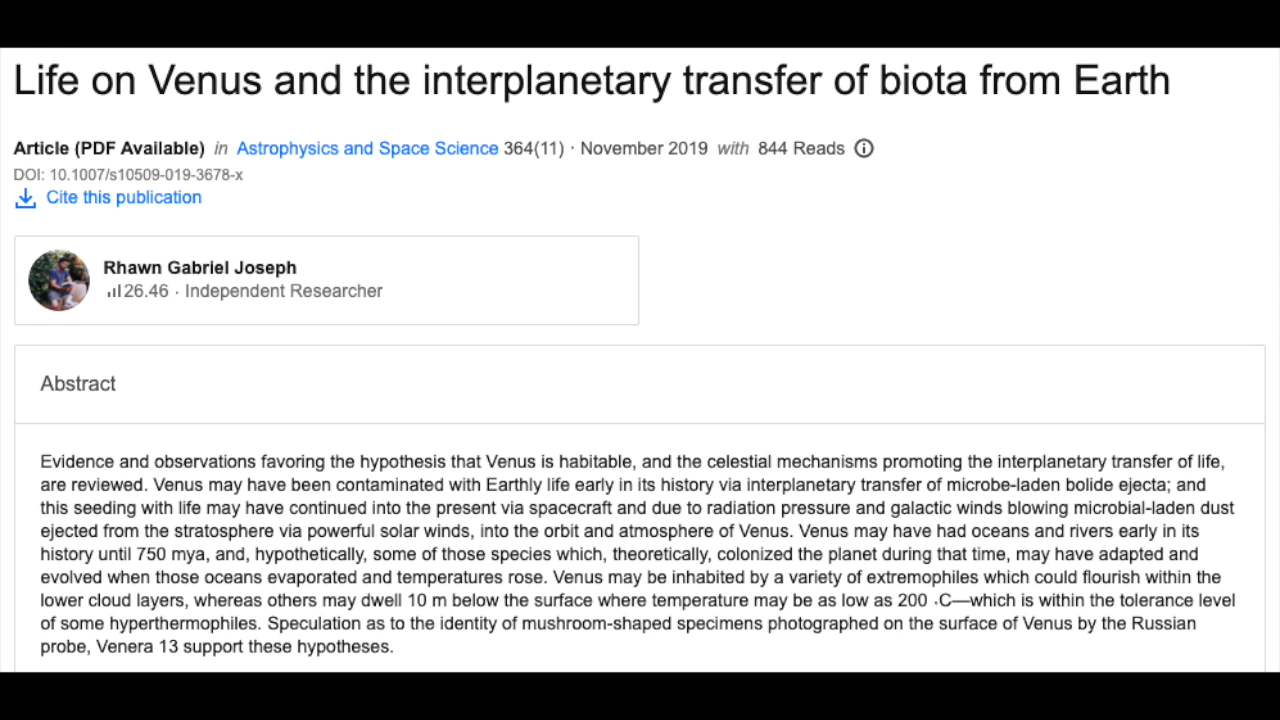 Life on Venus and the interplanetary transfer of biota from Earth
Article (PDF Available) in Astrophysics and Space Science 364(11) · November 2019 with 844 Reads
DOI: 10.1007/s10509-019-3678-x
Cite this publication
Rhawn Gabriel Joseph
26.46 · Independent Researcher
Abstract
Evidence and observations favoring the hypothesis that Venus is habitable, and the celestial mechanisms promoting the interplanetary transfer of life,
are reviewed. Venus may have been contaminated with Earthly life early in its history via interplanetary transfer of microbe-laden bolide ejecta; and
this seeding with life may have continued into the present via spacecraft and due to radiation pressure and galactic winds blowing microbial-laden dust
ejected from the stratosphere via powerful solar winds, into the orbit and atmosphere of Venus. Venus may have had oceans and rivers early in its
history until 750 mya, and, hypothetically, some of those species which, theoretically, colonized the planet during that time, may have adapted and
evolved when those oceans evaporated and temperatures rose. Venus may be inhabited by a variety of extremophiles which could flourish within the
lower cloud layers, whereas others may dwell 10 m below the surface where temperature may be as low as 200 ∙C—which is within the tolerance level
of some hyperthermophiles. Speculation as to the identity of mushroom-shaped specimens photographed on the surface of Venus by the Russian
probe, Venera 13 support these hypotheses.